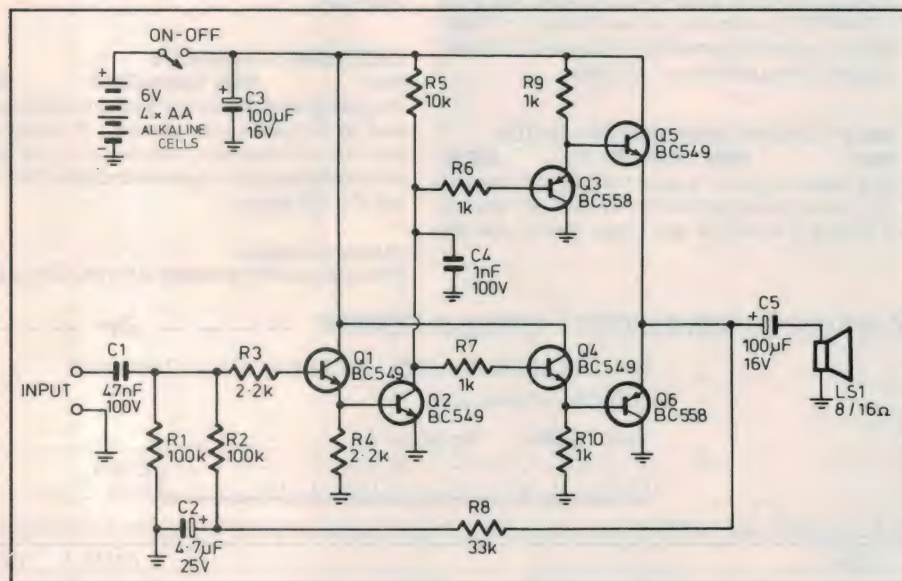 ON-OFF
+
6V
4 x AA
ALKALINE
CELLS
-
+
C3
100µF
16V
R5
10k
R9
1k
Q5
BC549
R6
1k
Q3
BC558
C4
1nF
100V
INPUT
C1
47nF
100V
R3
2·2k
Q1
BC549
R7
1k
Q4
BC549
Q2
BC549
Q6
BC558
+
C5
100µF
16V
LS1
8/16Ω
R1
100k
R2
100k
R4
2·2k
R10
1k
C2
+
4·7µF
25V
R8
33k